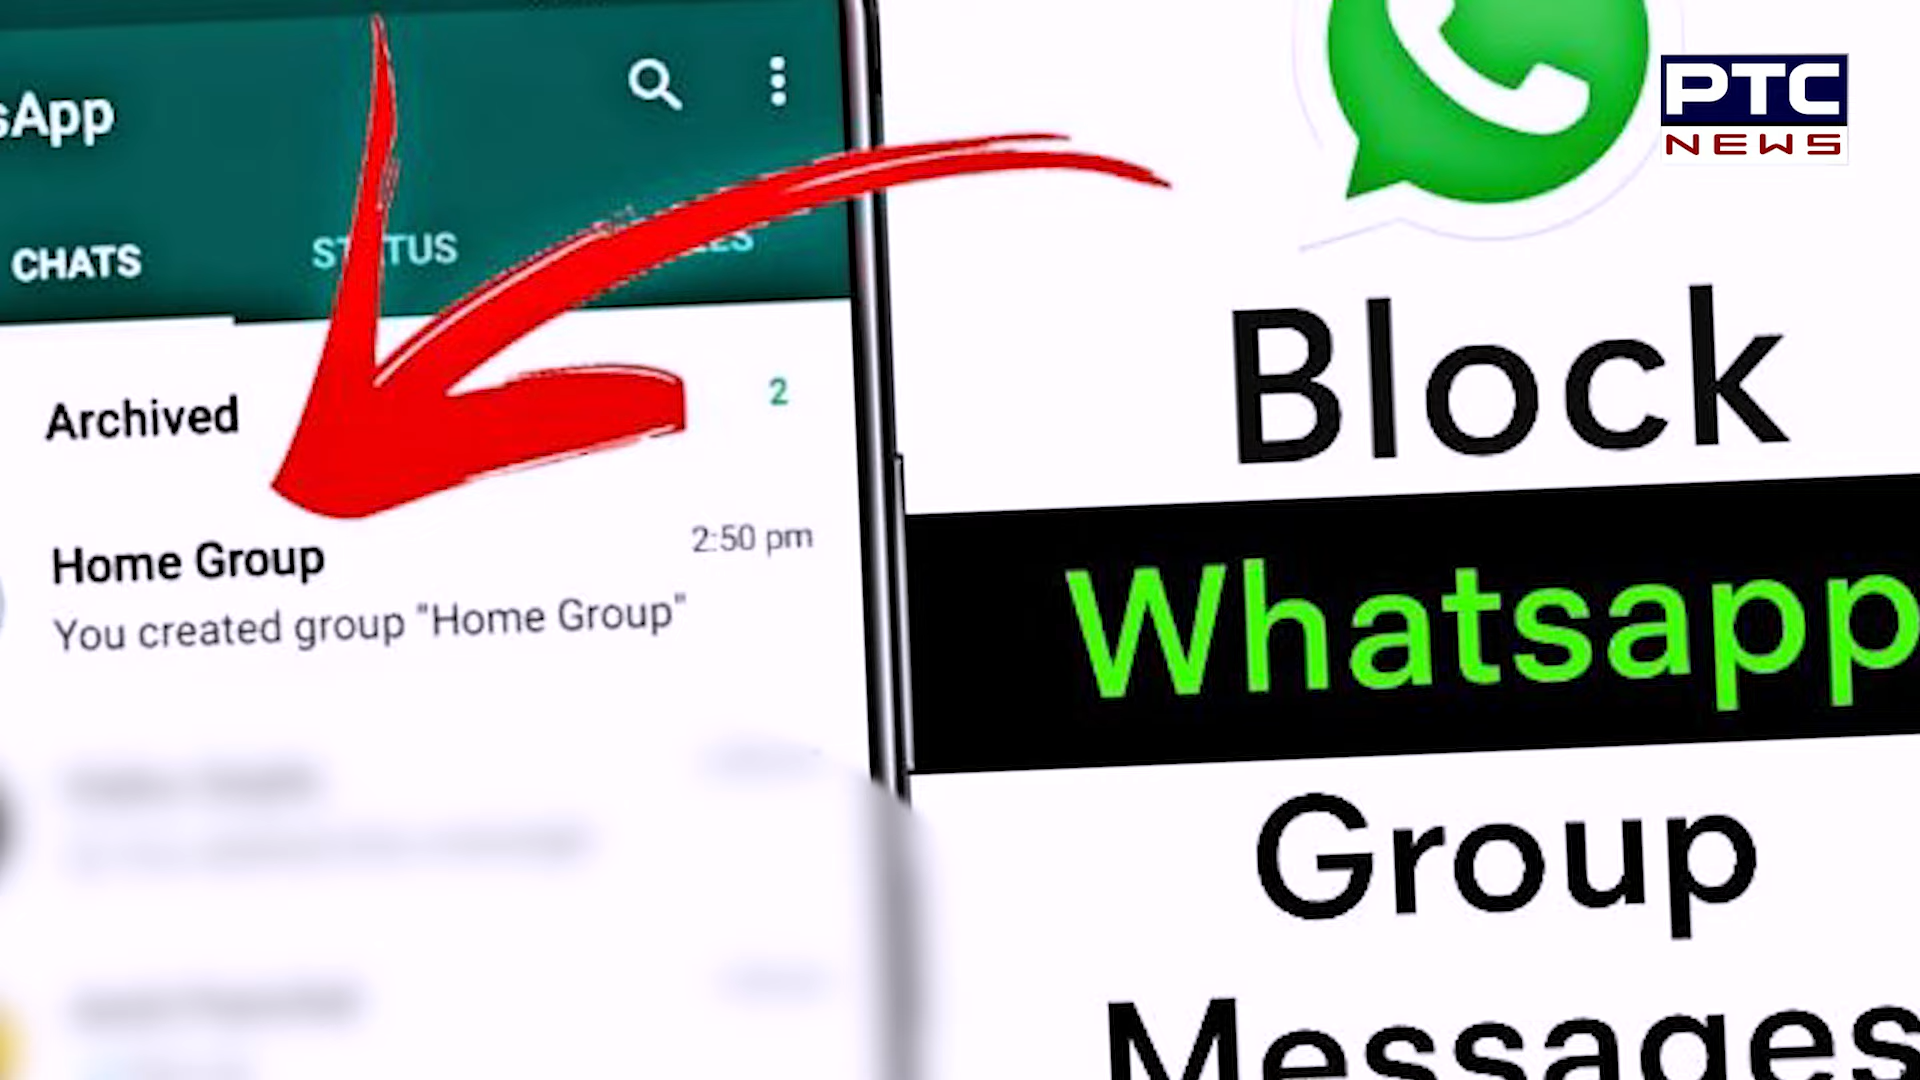 sApp
CHATS
STATUS
Archived
2
Home Group
2:50 pm
You created group "Home Group"
Block
Whatsapp
Group
Messages
PTC
NEWS